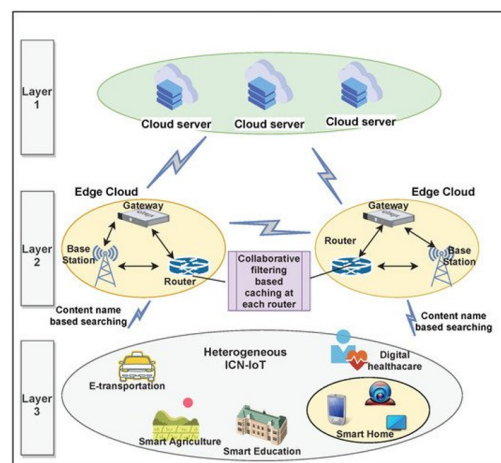 Layer
1
Cloud server
Cloud server
Cloud server
Layer
2
Edge Cloud
Gateway
Base
Station
Router
Collaborative
filtering
based
caching at
each router
Edge Cloud
Gateway
Router
Base
Station
Content name
based searching
Content name
based searching
Layer
3
Heterogeneous
ICN-IoT
E-transportation
Digital
healthacare
Smart Agriculture
Smart Education
Smart Home